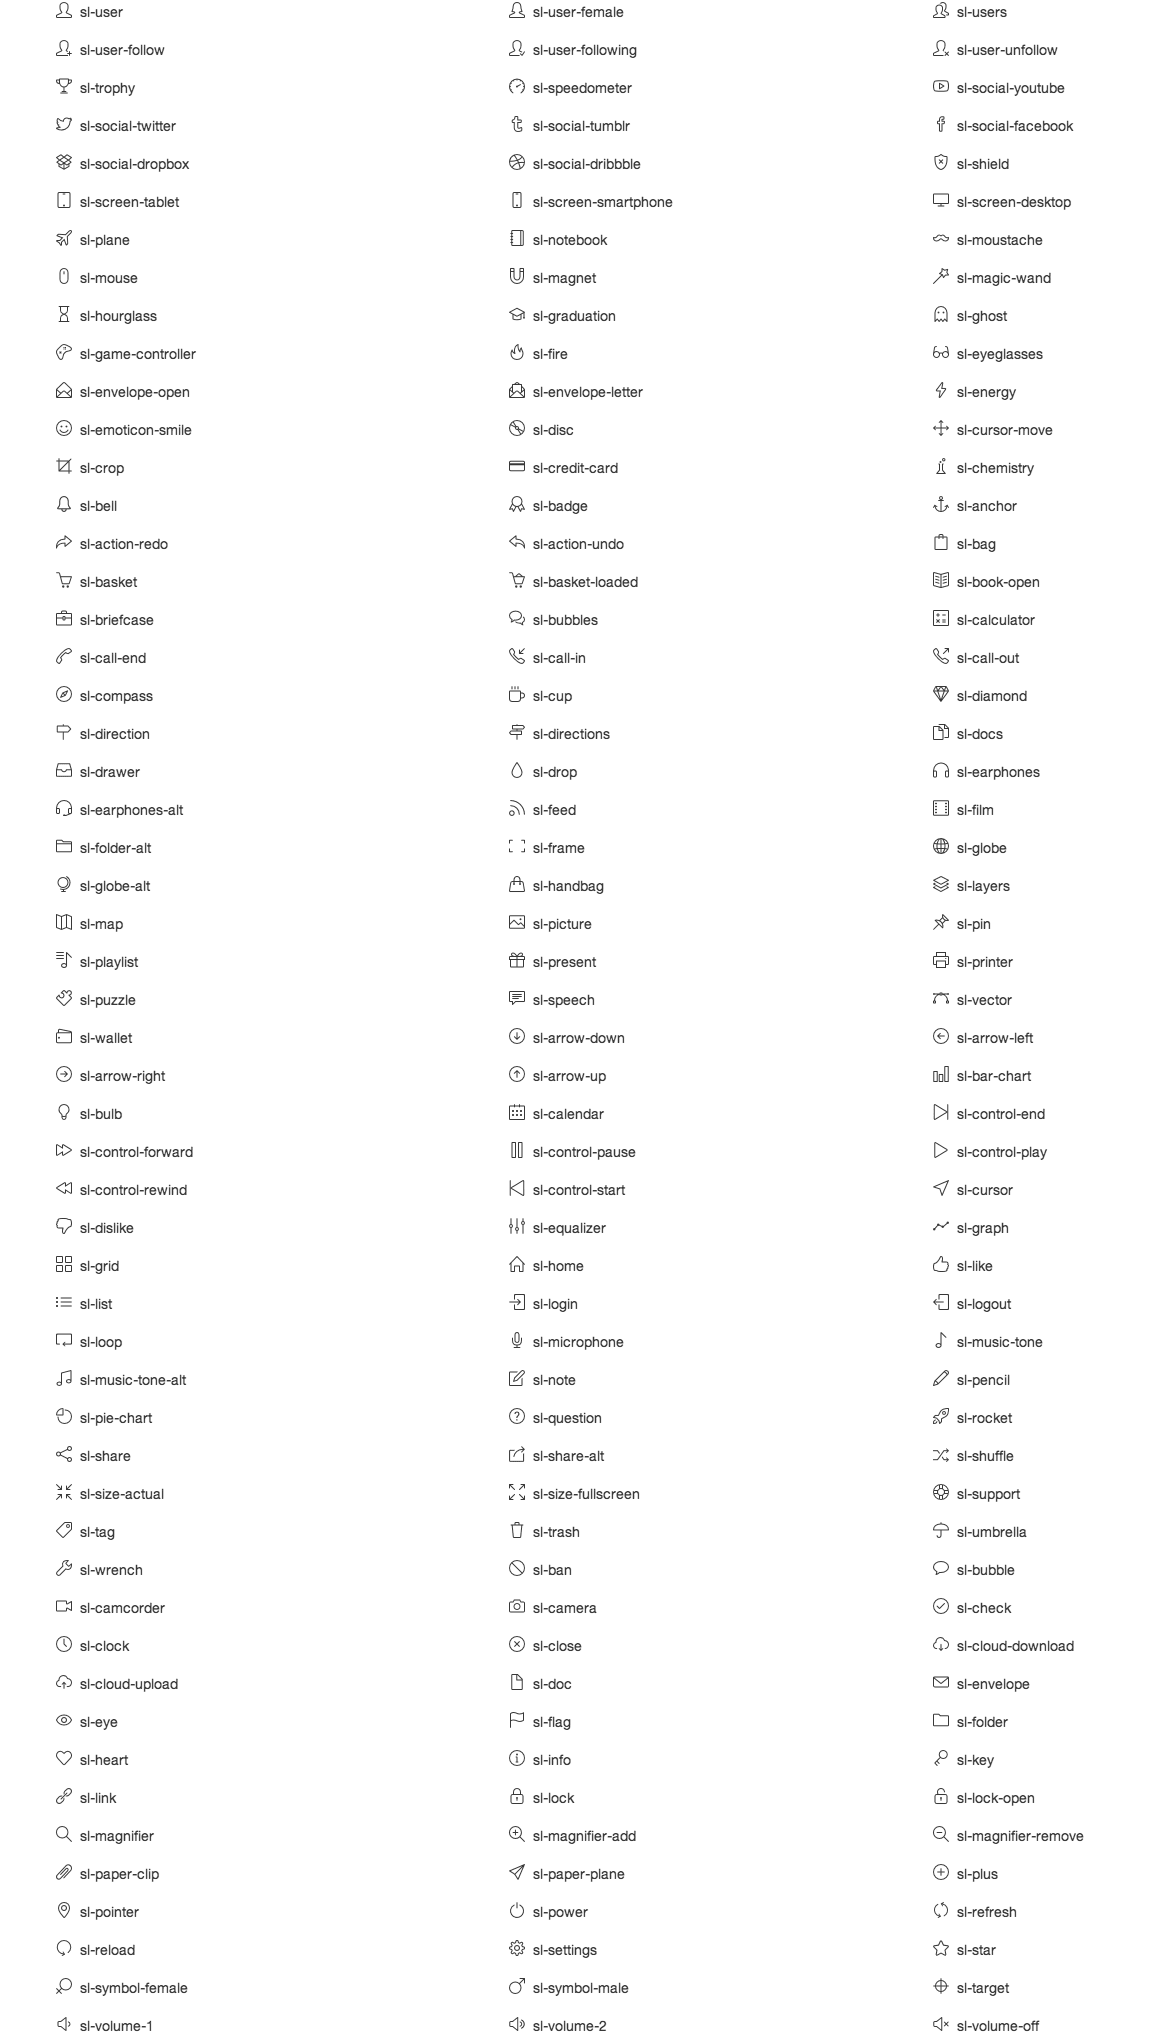 sl-user sl-user-female sl-users
sl-user-follow sl-user-following sl-user-unfollow
sl-trophy sl-speedometer sl-social-youtube
sl-social-twitter sl-social-tumblr sl-social-facebook
sl-social-dropbox sl-social-dribbble sl-shield
sl-screen-tablet sl-screen-smartphone sl-screen-desktop
sl-plane sl-notebook sl-moustache
sl-mouse sl-magnet sl-magic-wand
sl-hourglass sl-graduation sl-ghost
sl-game-controller sl-fire sl-eyeglasses
sl-envelope-open sl-envelope-letter sl-energy
sl-emoticon-smile sl-disc sl-cursor-move
sl-crop sl-credit-card sl-chemistry
sl-bell sl-badge sl-anchor
sl-action-redo sl-action-undo sl-bag
sl-basket sl-basket-loaded sl-book-open
sl-briefcase sl-bubbles sl-calculator
sl-call-end sl-call-in sl-call-out
sl-compass sl-cup sl-diamond
sl-direction sl-directions sl-docs
sl-drawer sl-drop sl-earphones
sl-earphones-alt sl-feed sl-film
sl-folder-alt sl-frame sl-globe
sl-globe-alt sl-handbag sl-layers
sl-map sl-picture sl-pin
sl-playlist sl-present sl-printer
sl-puzzle sl-speech sl-vector
sl-wallet sl-arrow-down sl-arrow-left
sl-arrow-right sl-arrow-up sl-bar-chart
sl-bulb sl-calendar sl-control-end
sl-control-forward sl-control-pause sl-control-play
sl-control-rewind sl-control-start sl-cursor
sl-dislike sl-equalizer sl-graph
sl-grid sl-home sl-like
sl-list sl-login sl-logout
sl-loop sl-microphone sl-music-tone
sl-music-tone-alt sl-note sl-pencil
sl-pie-chart sl-question sl-rocket
sl-share sl-share-alt sl-shuffle
sl-size-actual sl-size-fullscreen sl-support
sl-tag sl-trash sl-umbrella
sl-wrench sl-ban sl-bubble
sl-camcorder sl-camera sl-check
sl-clock sl-close sl-cloud-download
sl-cloud-upload sl-doc sl-envelope
sl-eye sl-flag sl-folder
sl-heart sl-info sl-key
sl-link sl-lock sl-lock-open
sl-magnifier sl-magnifier-add sl-magnifier-remove
sl-paper-clip sl-paper-plane sl-plus
sl-pointer sl-power sl-refresh
sl-reload sl-settings sl-star
sl-symbol-female sl-symbol-male sl-target
sl-volume-1 sl-volume-2 sl-volume-off